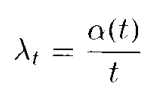 λ_t = α(t)/t